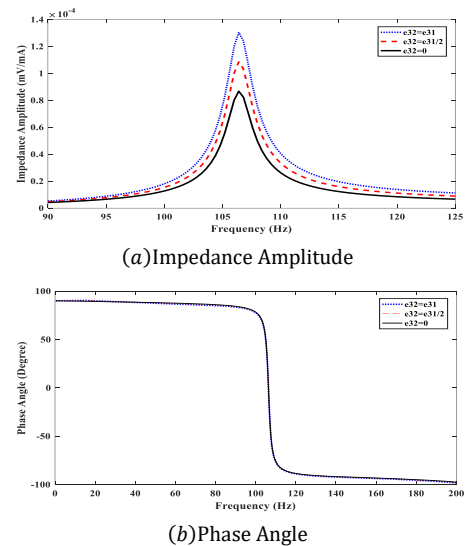 ×10⁻⁴
1.4
1.2
1
0.8
0.6
0.4
0.2
0
Impedance Amplitude (mV/mA)
e32=e31
e32=e31/2
e32=0
90 95 100 105 110 115 120 125
Frequency (Hz)
(a)Impedance Amplitude
100
50
0
-50
-100
Phase Angle (Degree)
e32=e31
e32=e31/2
e32=0
0 20 40 60 80 100 120 140 160 180 200
Frequency (Hz)
(b)Phase Angle